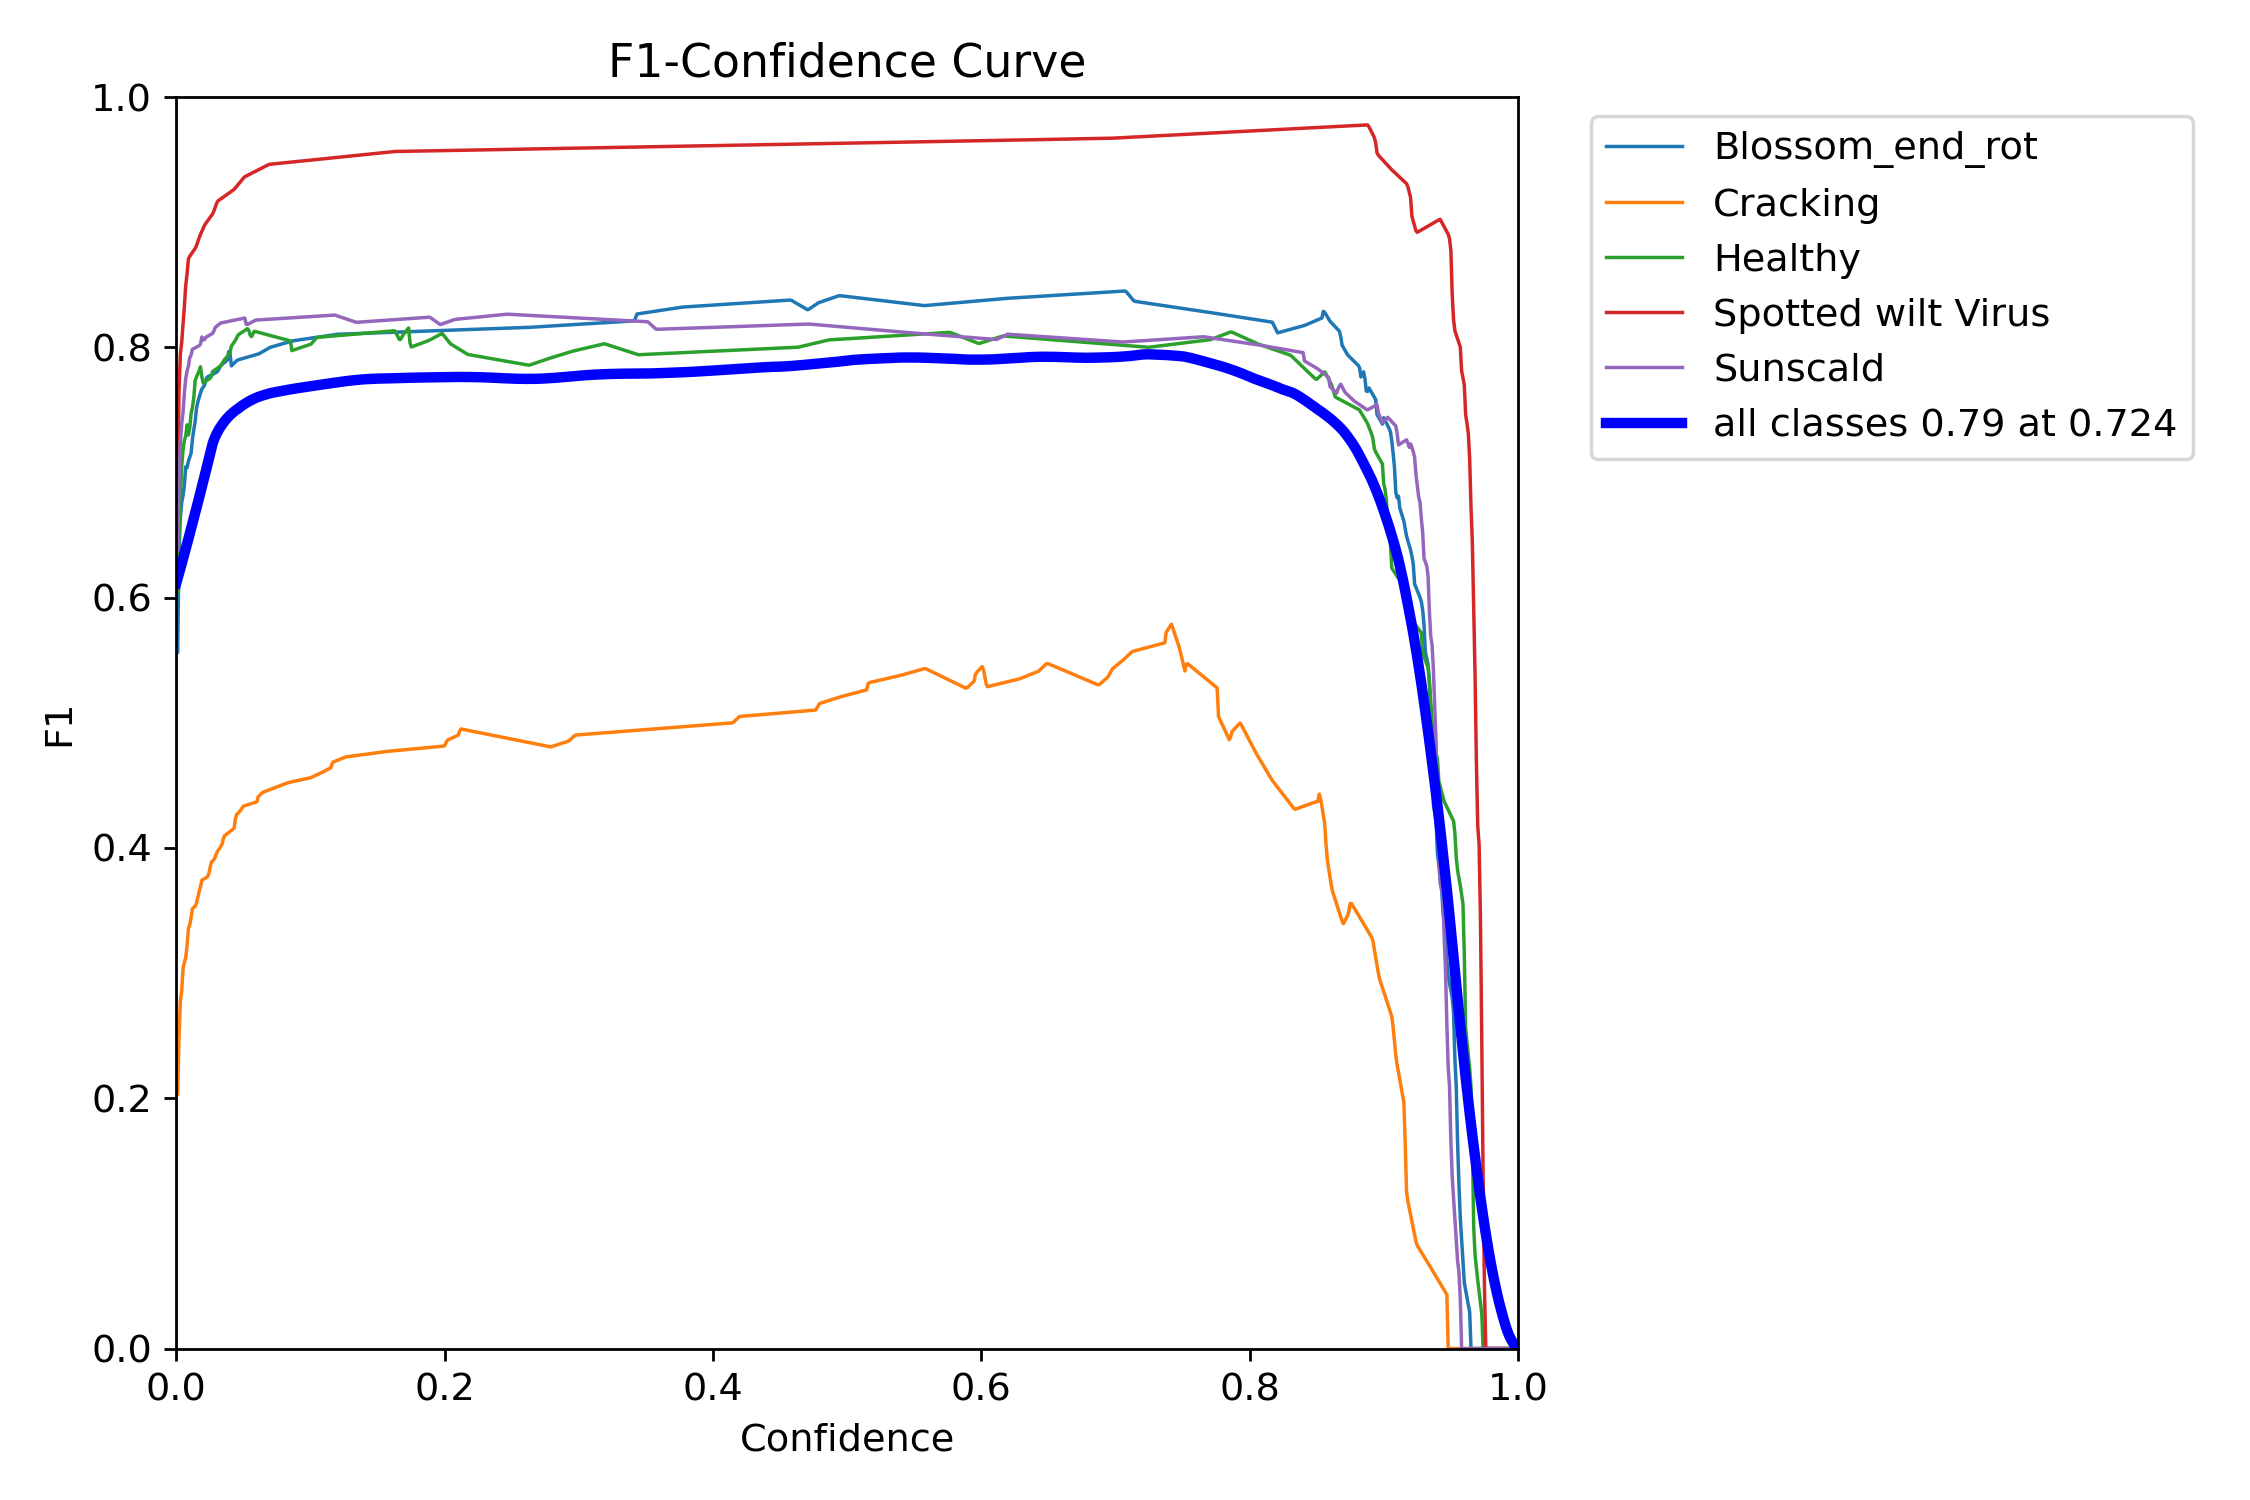 F1-Confidence Curve
1.0
0.8
0.6
0.4
0.2
0.0
F1
0.0 0.2 0.4 0.6 0.8 1.0
Confidence
Blossom_end_rot
Cracking
Healthy
Spotted wilt Virus
Sunscald
all classes 0.79 at 0.724